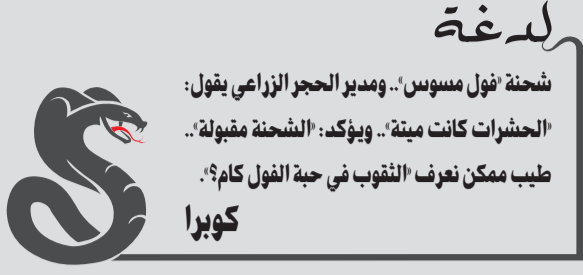 لدغة
شحنة «فول مسوس».. ومدير الحجر الزراعي يقول:
«الحشرات كانت ميتة».. ويؤكد: «الشحنة مقبولة»..
طيب ممكن نعرف «الثقوب في حبة الفول كام؟».
كوبرا